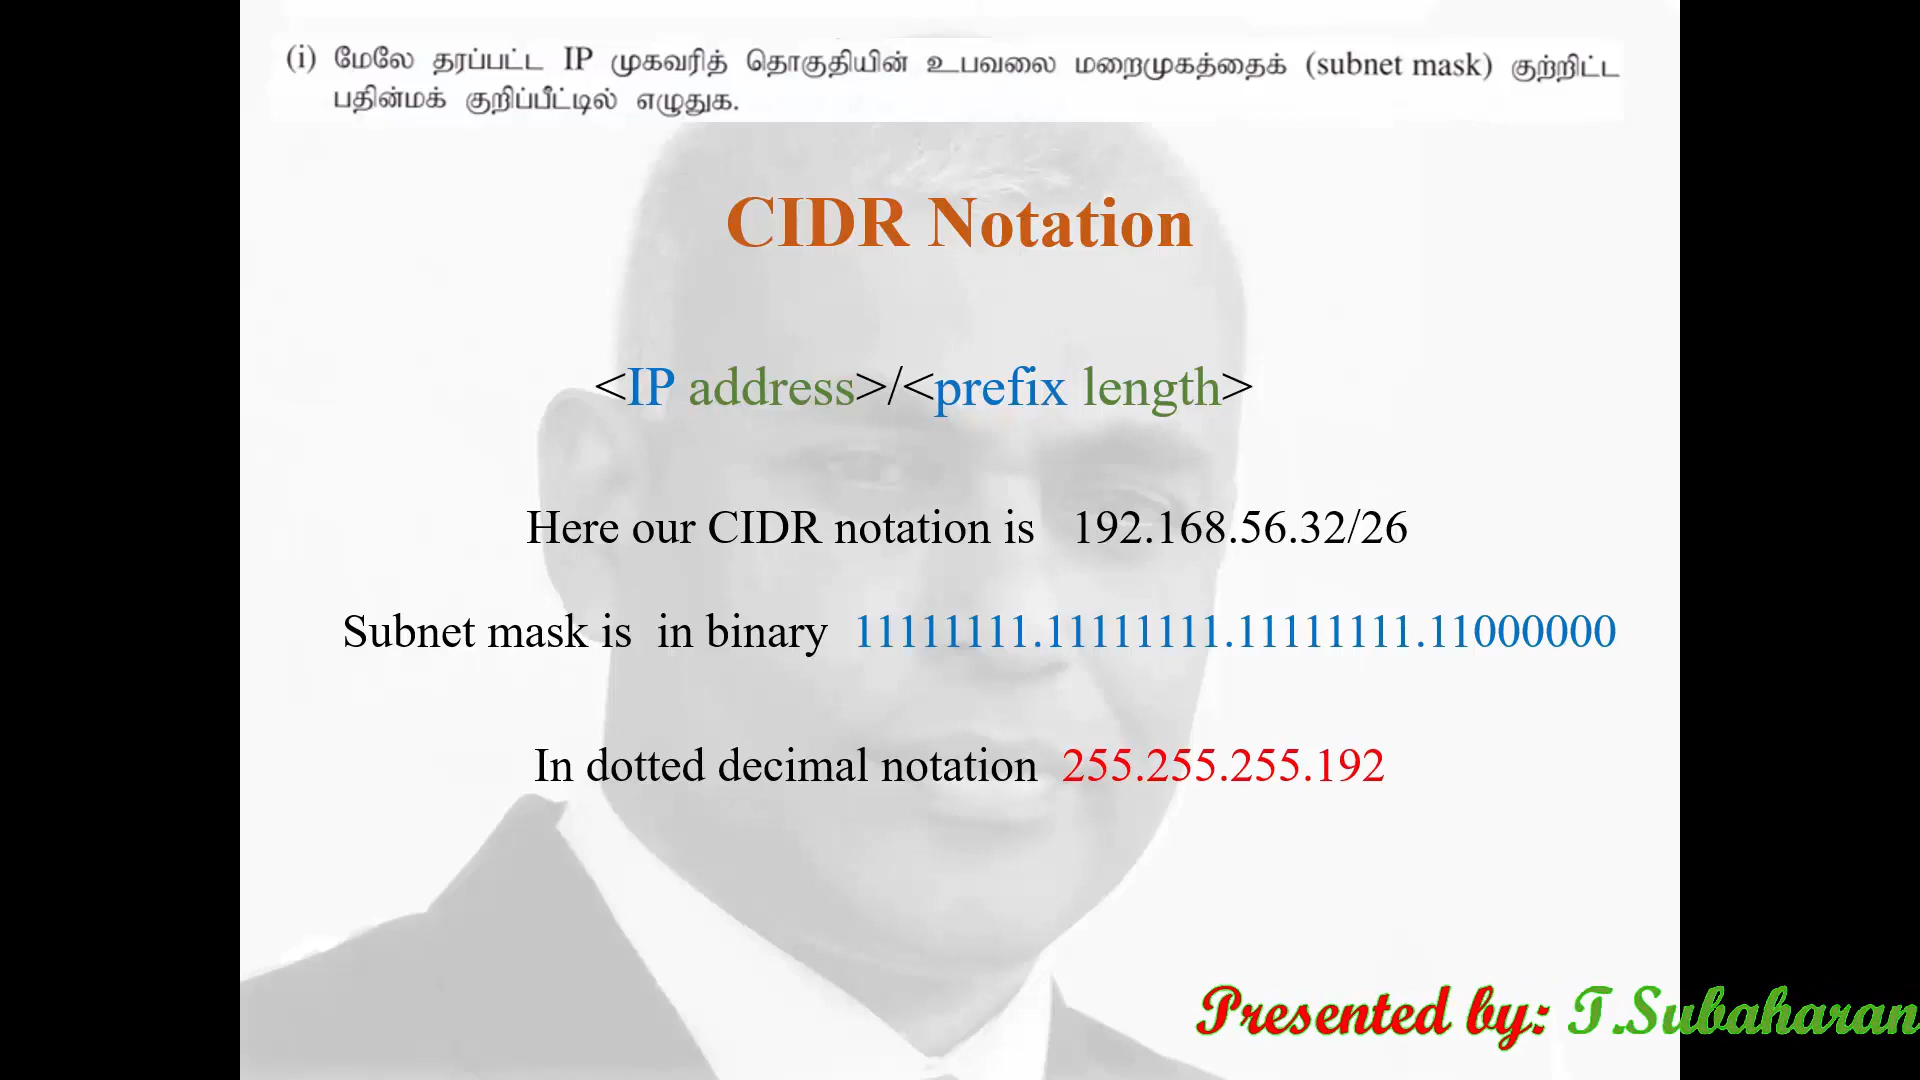 (i) மேலே தரப்பட்ட IP முகவரித் தொகுதியின் உபவலை மறைமுகத்தைக் (subnet mask) குற்றிட்ட
பதின்மக் குறிப்பீட்டில் எழுதுக.
CIDR Notation
<IP address>/<prefix length>
Here our CIDR notation is 192.168.56.32/26
Subnet mask is in binary 11111111.11111111.11111111.11000000
In dotted decimal notation 255.255.255.192
Presented by: T.Subaharan